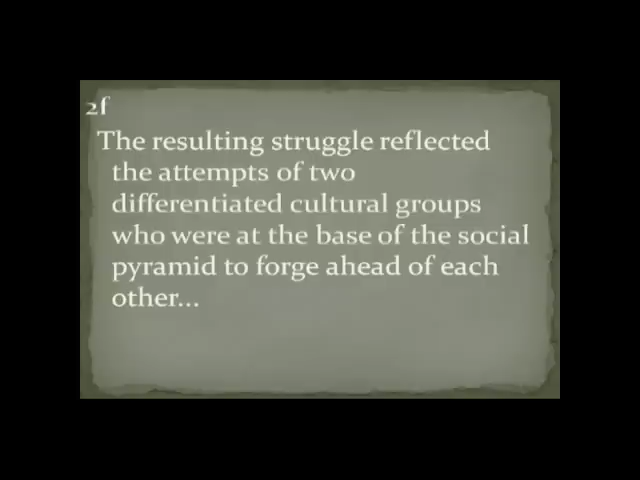 2f
The resulting struggle reflected
the attempts of two
differentiated cultural groups
who were at the base of the social
pyramid to forge ahead of each
other...